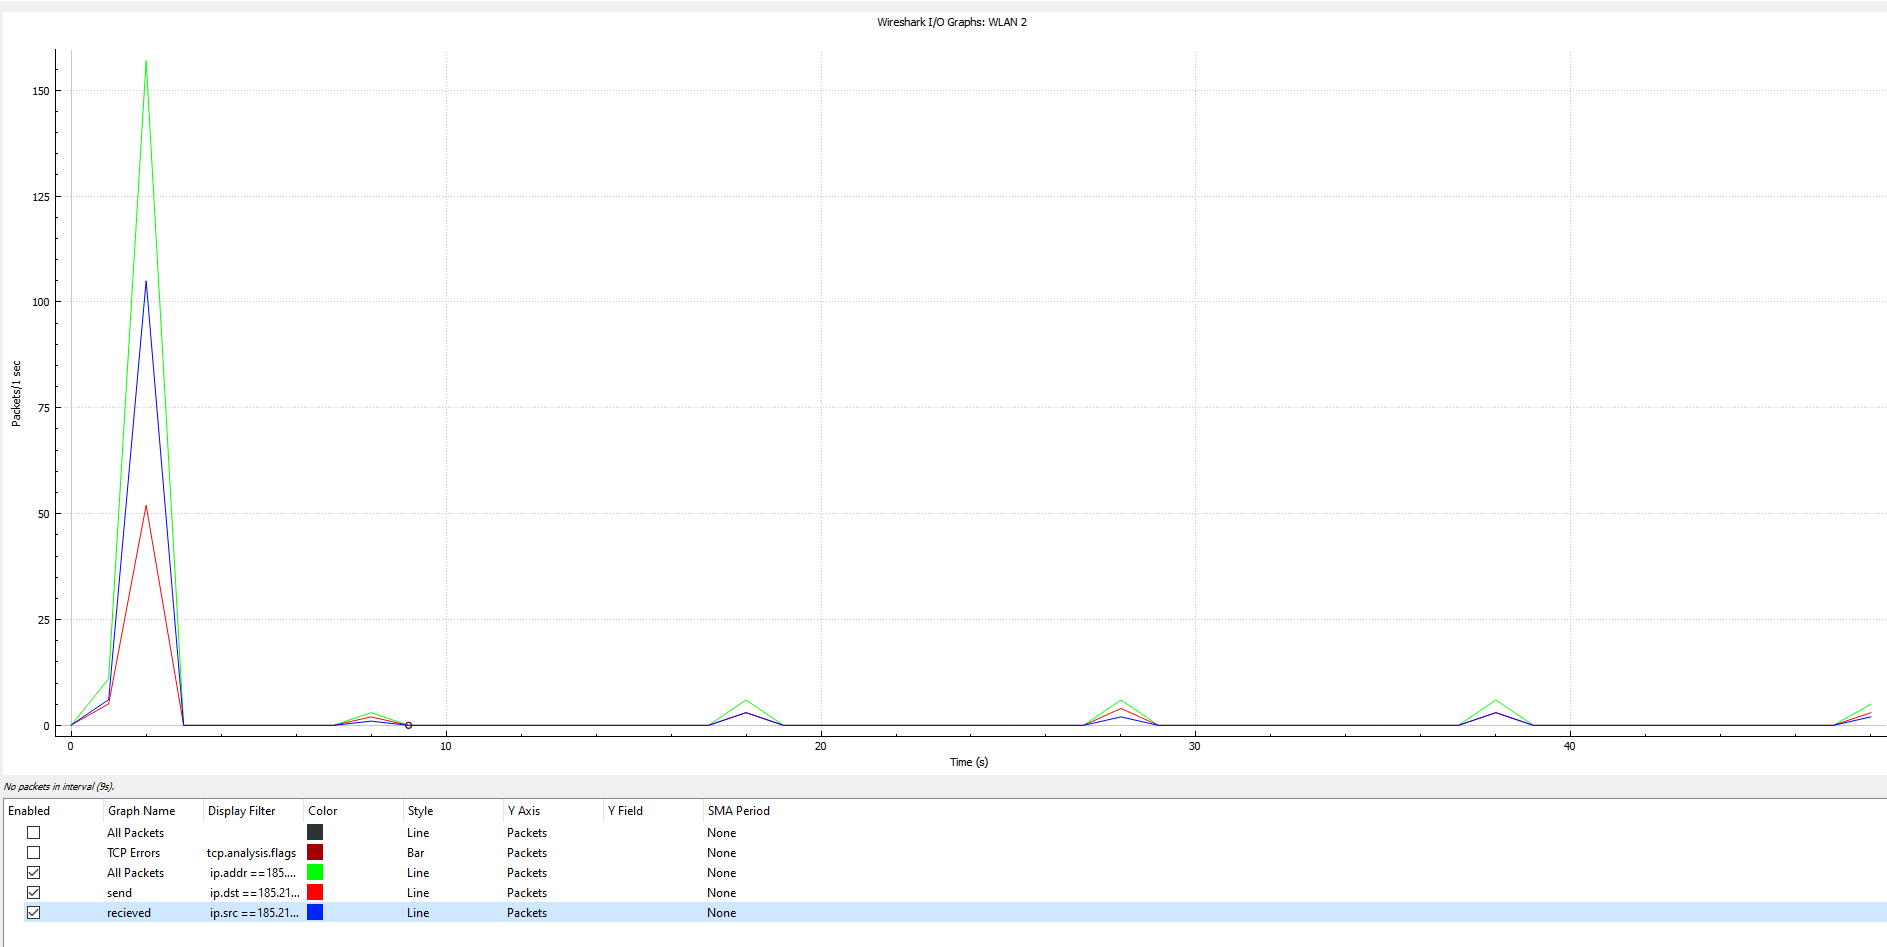 Wireshark I/O Graphs: WLAN 2
150
125
100
75
50
25
0
Packets/1 sec
0 10 20 30 40
Time (s)
No packets in interval (9s).
Enabled Graph Name Display Filter Color Style Y Axis Y Field SMA Period
All Packets Line Packets None
TCP Errors tcp.analysis.flags Bar Packets None
All Packets ip.addr ==185.... Line Packets None
send ip.dst ==185.21... Line Packets None
recieved ip.src ==185.21... Line Packets None